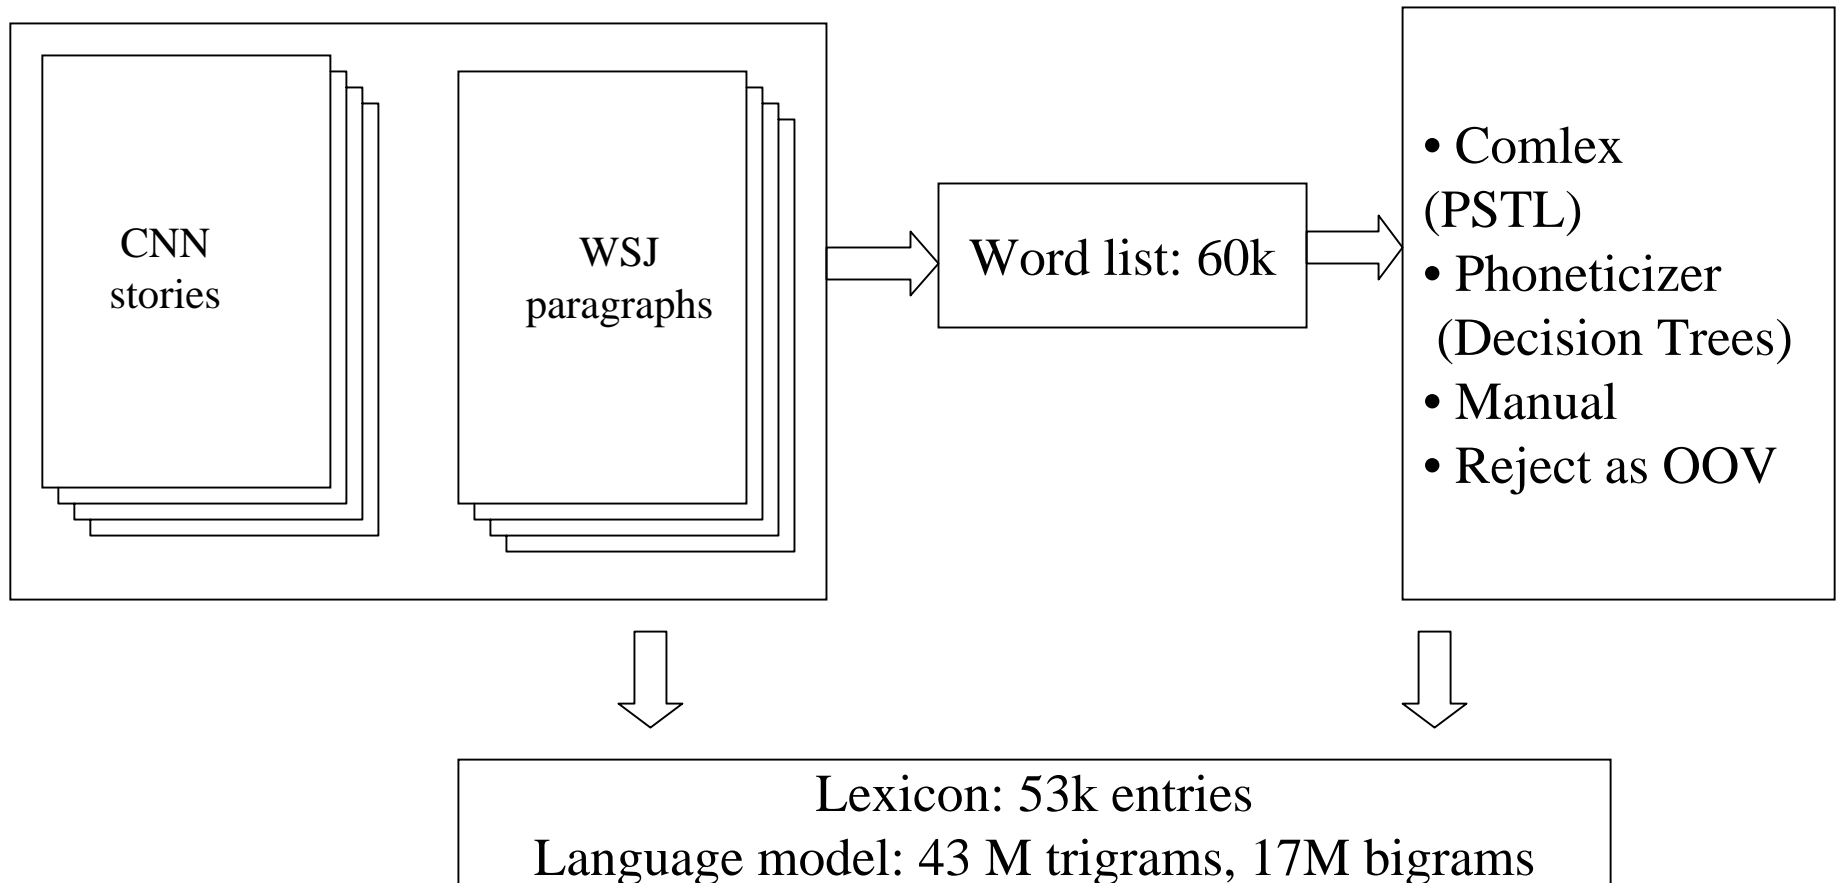 CNN
stories
WSJ
paragraphs
Word list: 60k
• Comlex
(PSTL)
• Phoneticizer
(Decision Trees)
• Manual
• Reject as OOV
Lexicon: 53k entries
Language model: 43 M trigrams, 17M bigrams